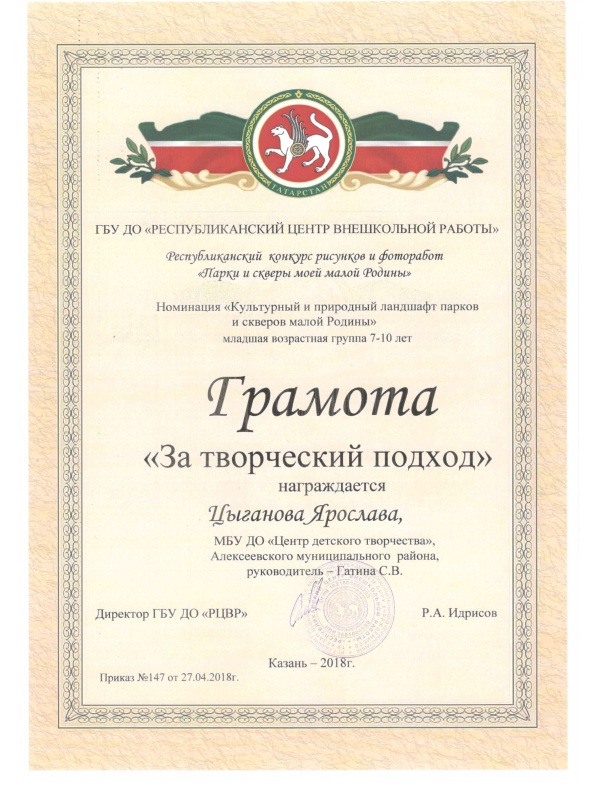 ТАТАРСТАН
ГБУ ДО «РЕСПУБЛИКАНСКИЙ ЦЕНТР ВНЕШКОЛЬНОЙ РАБОТЫ»
Республиканский конкурс рисунков и фоторабот
«Парки и скверы моей малой Родины»
Номинация «Культурный и природный ландшафт парков
и скверов малой Родины»
младшая возрастная группа 7-10 лет
Грамота
«За творческий подход»
награждается
Цыганова Ярослава,
МБУ ДО «Центр детского творчества»,
Алексеевского муниципального района,
руководитель – Гатина С.В.
Директор ГБУ ДО «РЦВР» Р.А. Идрисов
Казань – 2018г.
Приказ №147 от 27.04.2018г.